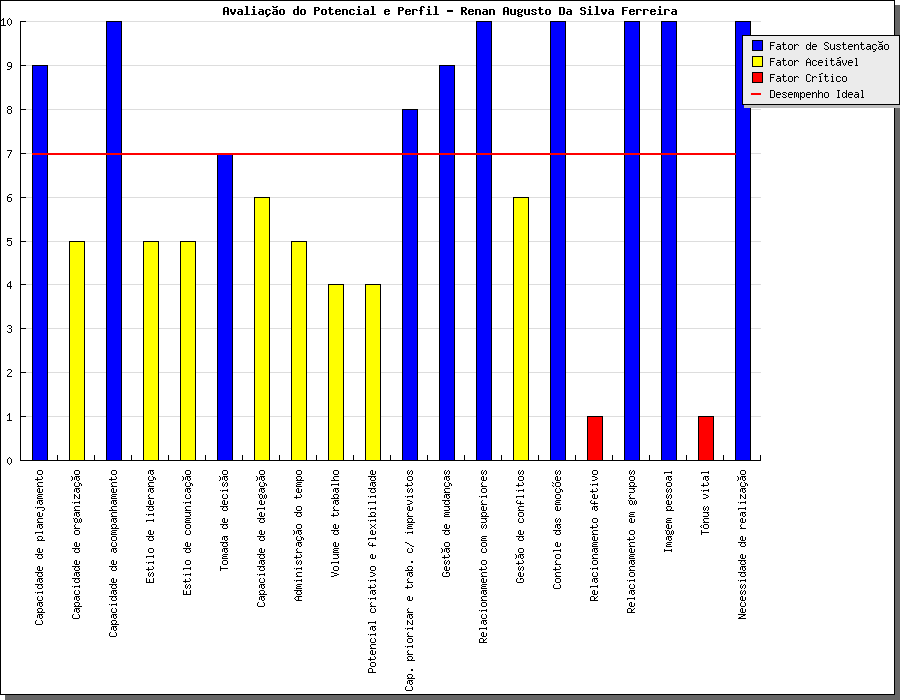 Avaliação do Potencial e Perfil - Renan Augusto Da Silva Ferreira
Fator de Sustentação
Fator Aceitável
Fator Crítico
Desempenho Ideal
10
9
8
7
6
5
4
3
2
1
0
Capacidade de planejamento
Capacidade de organização
Capacidade de acompanhamento
Estilo de liderança
Estilo de comunicação
Tomada de decisão
Capacidade de delegação
Administração do tempo
Volume de trabalho
Potencial criativo e flexibilidade
Cap. priorizar e trab. c/ imprevistos
Gestão de mudanças
Relacionamento com superiores
Gestão de conflitos
Controle das emoções
Relacionamento afetivo
Relacionamento em grupos
Imagem pessoal
Tônus vital
Necessidade de realização